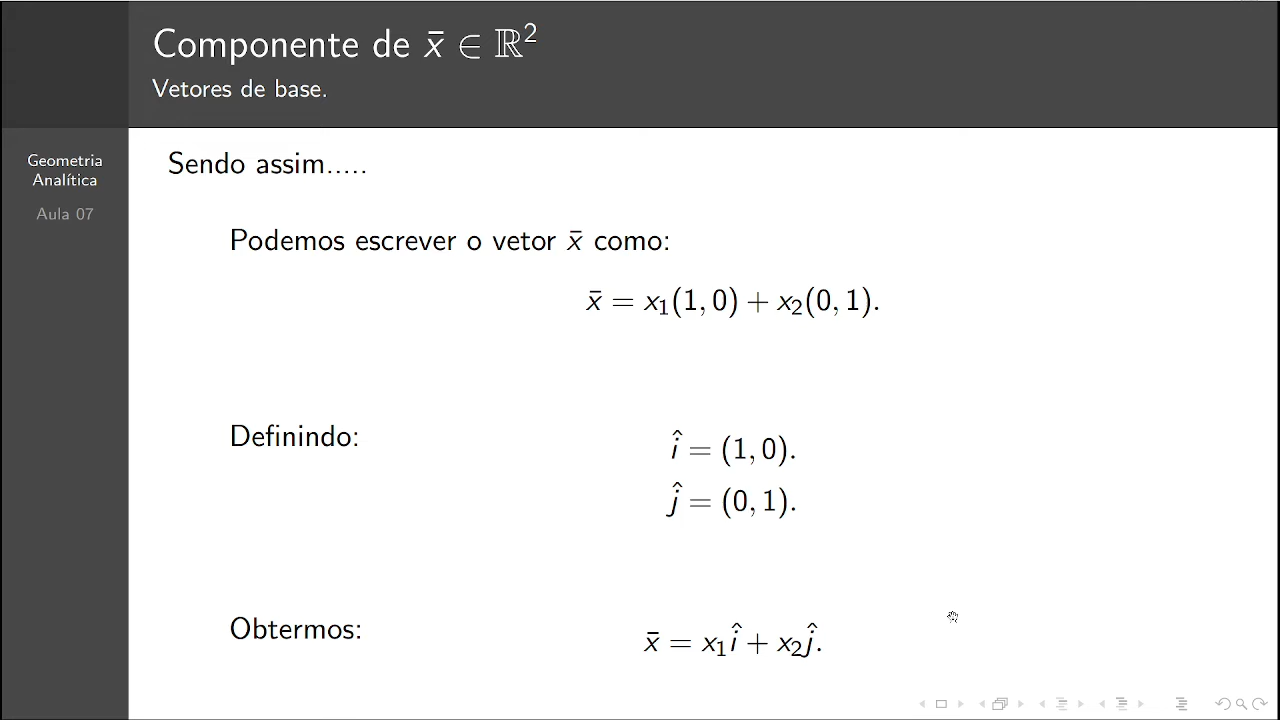 Componente de x̄ ∈ ℝ²
Vetores de base.
Geometria
Analítica
Aula 07
Sendo assim.....
Podemos escrever o vetor x̄ como:
x̄ = x₁(1, 0) + x₂(0, 1).
Definindo:
î = (1, 0).
ĵ = (0, 1).
Obtermos:
x̄ = x₁î + x₂ĵ.